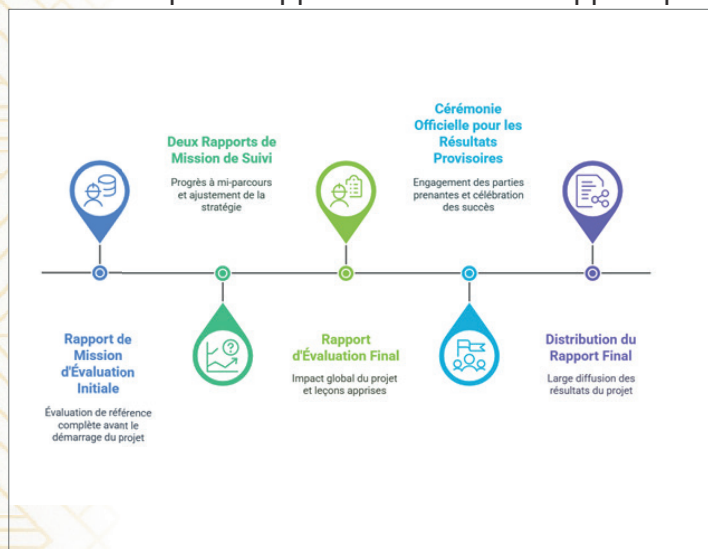 Rapport de
Mission
d'Évaluation
Initiale
Évaluation de référence
complète avant le
démarrage du projet
Deux Rapports de
Mission de Suivi
Progrès à mi-parcours
et ajustement de la
stratégie
Rapport
d'Évaluation Final
Impact global du projet
et leçons apprises
Cérémonie
Officielle pour les
Résultats
Provisoires
Engagement des parties
prenantes et célébration
des succès
Distribution du
Rapport Final
Large diffusion des
résultats du projet